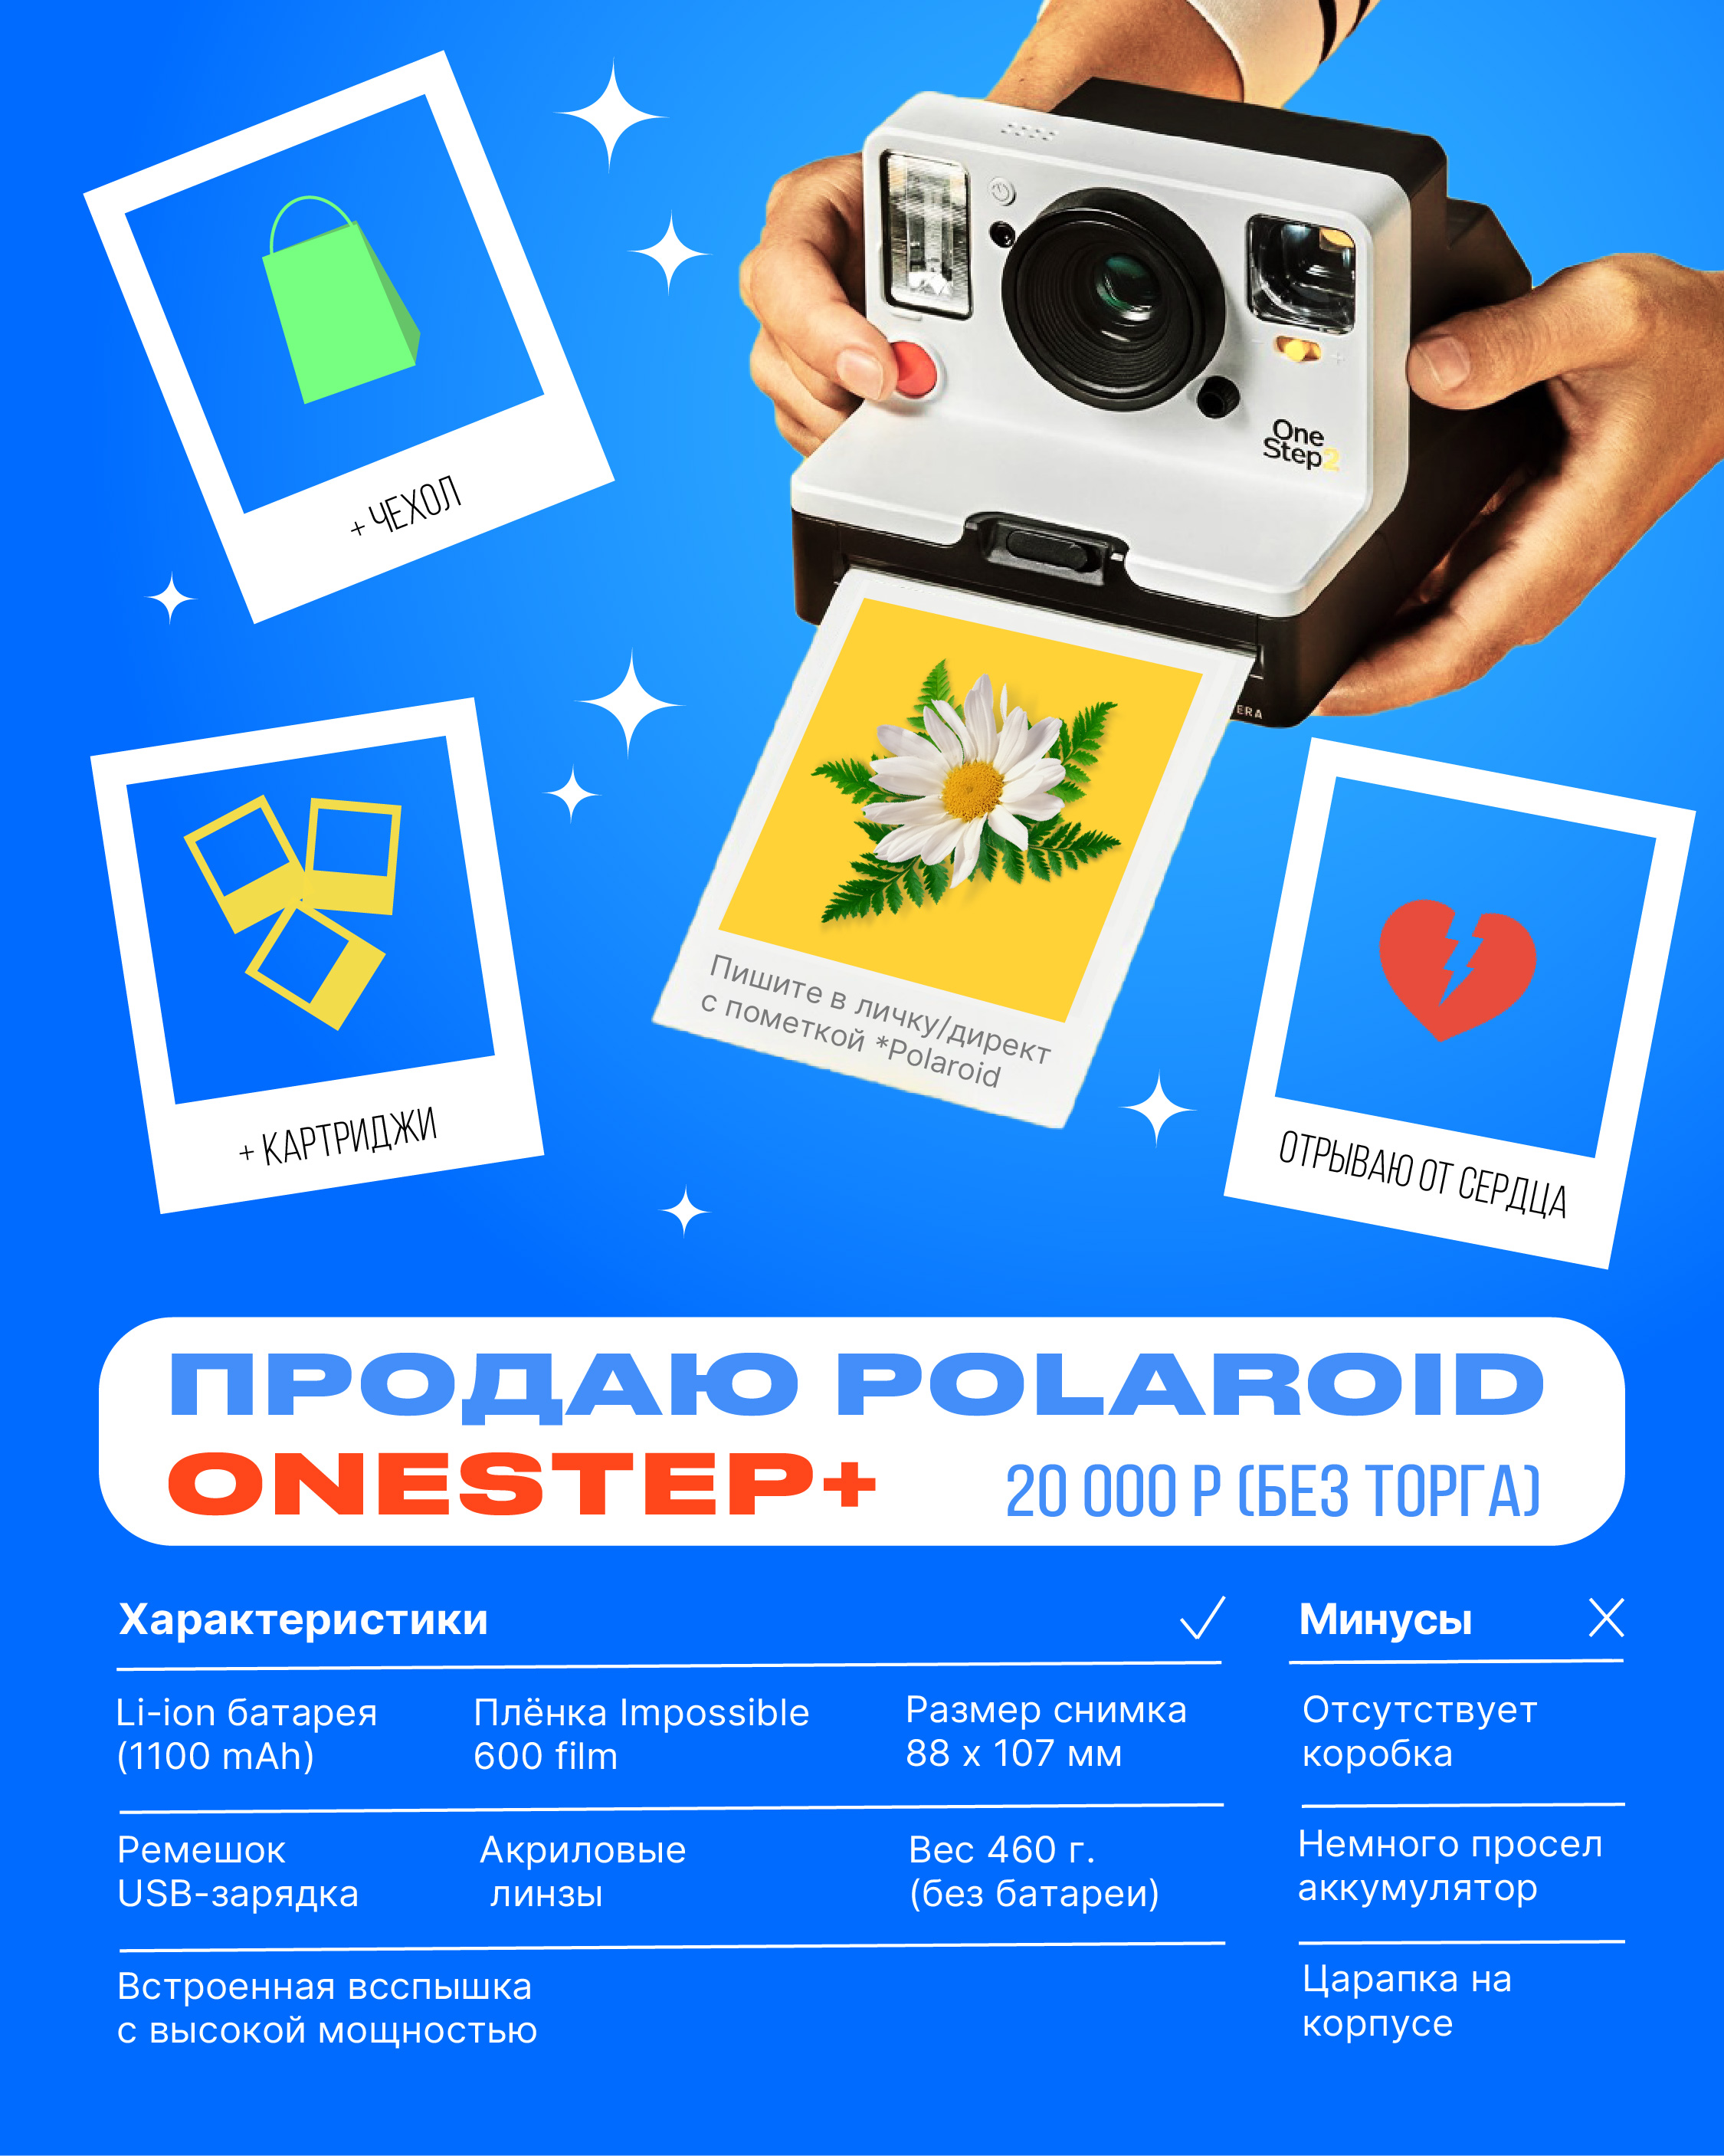 + ЧЕХОЛ
One
Step2
ERA
Пишите в личку/директ
с пометкой *Polaroid
+ КАРТРИДЖИ
ОТРЫВАЮ ОТ СЕРДЦА
ПРОДАЮ POLAROID
ONESTEP+
20 000 Р (БЕЗ ТОРГА)
Характеристики
Li-ion батарея
(1100 mAh)
Плёнка Impossible
600 film
Размер снимка
88 x 107 мм
Ремешок
USB-зарядка
Акриловые
линзы
Вес 460 г.
(без батареи)
Встроенная всспышка
с высокой мощностью
Минусы
Отсутствует
коробка
Немного просел
аккумулятор
Царапка на
корпусе